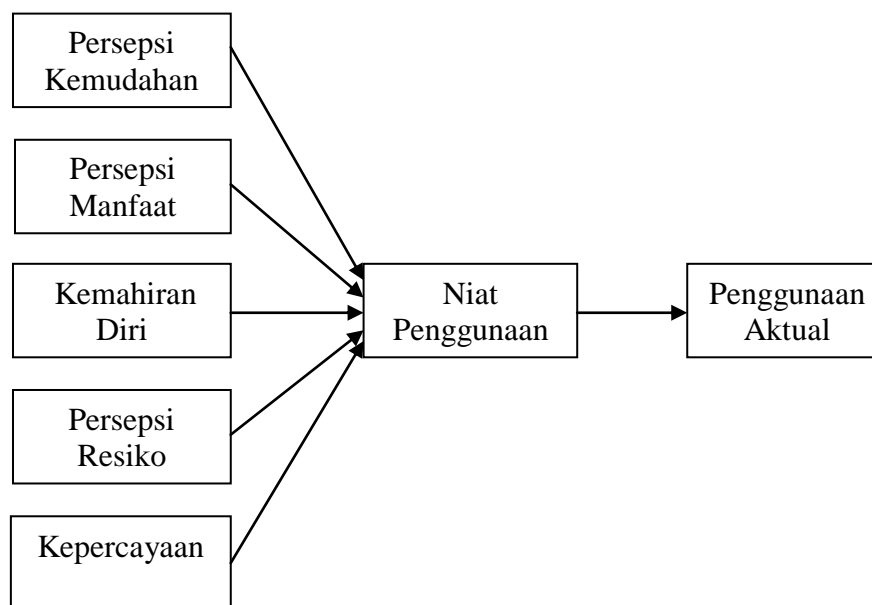 Persepsi
Kemudahan
Persepsi
Manfaat
Kemahiran
Diri
Persepsi
Resiko
Kepercayaan
Niat
Penggunaan
Penggunaan
Aktual